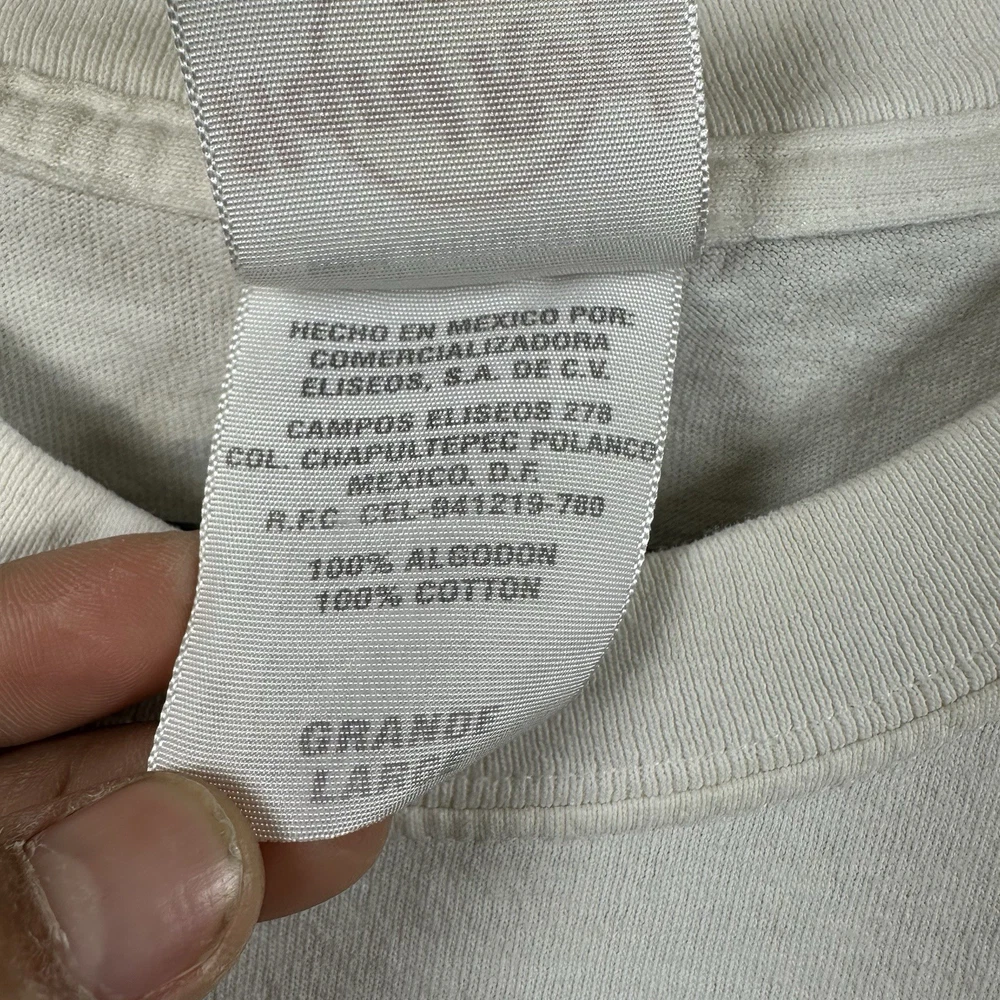 HECHO EN MEXICO POR:
COMERCIALIZADORA
ELISEOS, S.A. DE C.V.
CAMPOS ELISEOS 278
COL. CHAPULTEPEC POLANCO
MEXICO, D.F.
R.F.C CEL-941219-780
100% ALGODON
100% COTTON
GRANDE